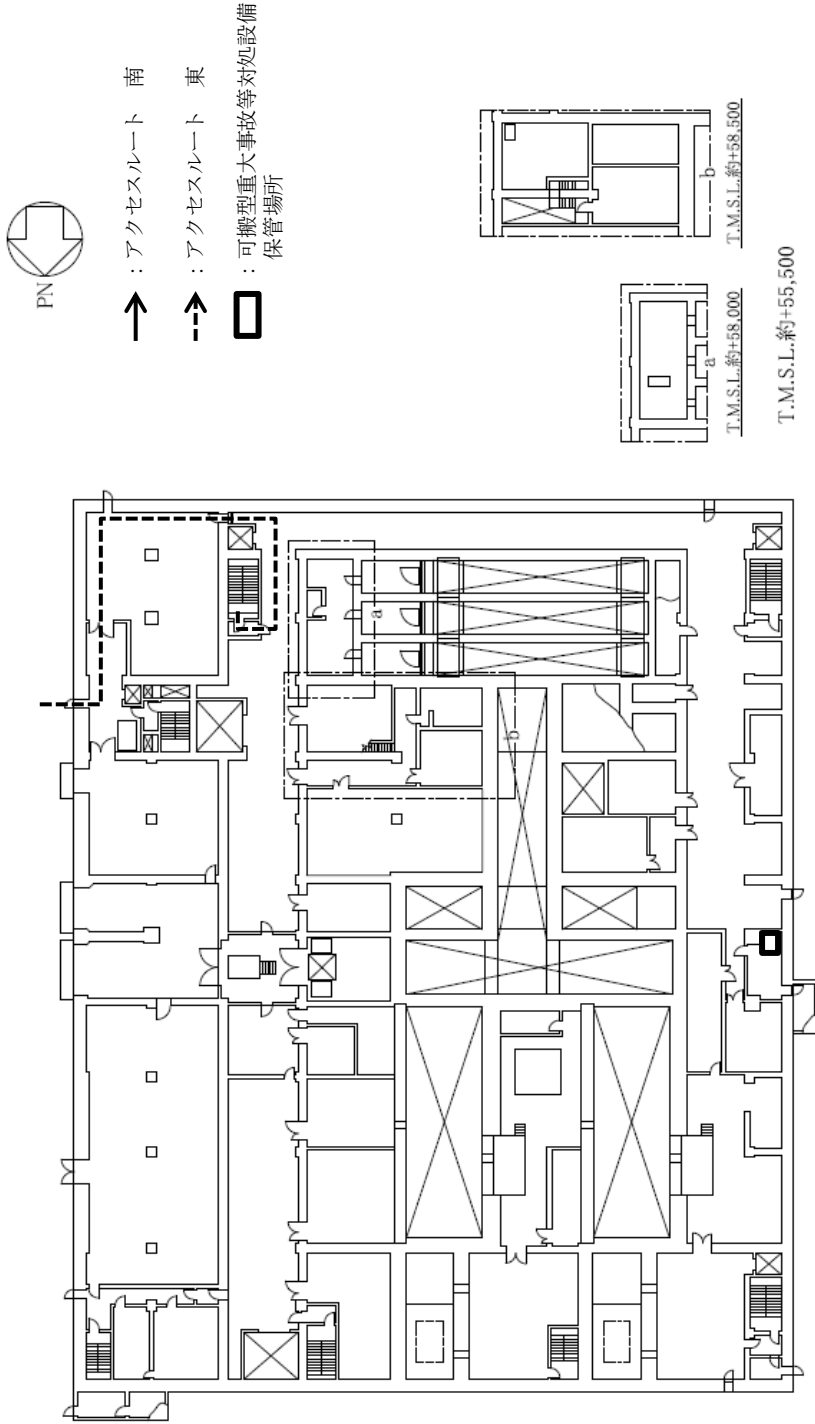 PN
：アクセスルート　南
：アクセスルート　東
：可搬型重大事故等対処設備
保管場所
a
b
a
T.M.S.L.約+58,000
b
T.M.S.L.約+58,500
T.M.S.L.約+55,500